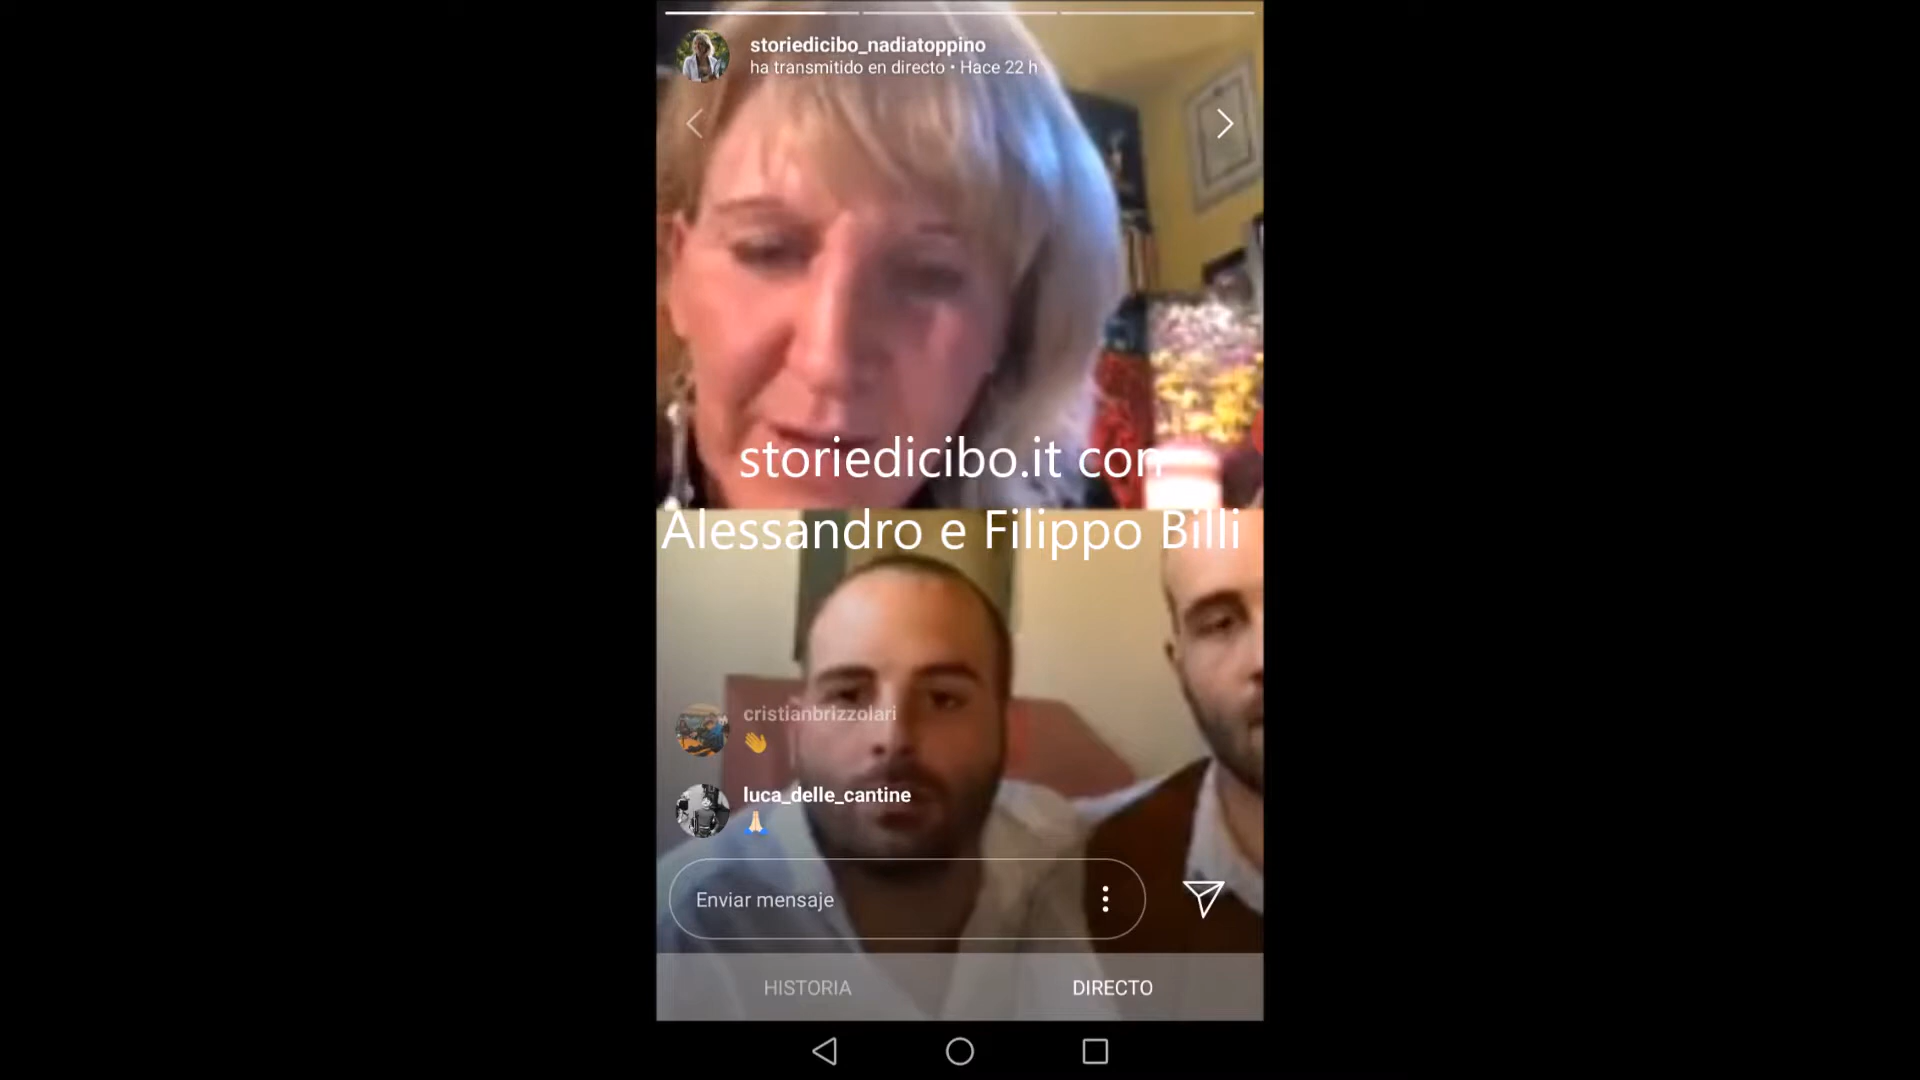 storiedicibo_nadiatoppino
ha transmitido en directo • Hace 22 h
storiedicibo.it con
Alessandro e Filippo Billi
cristianbrizzolari
👋
luca_delle_cantine
🙏🏻
Enviar mensaje
HISTORIA
DIRECTO